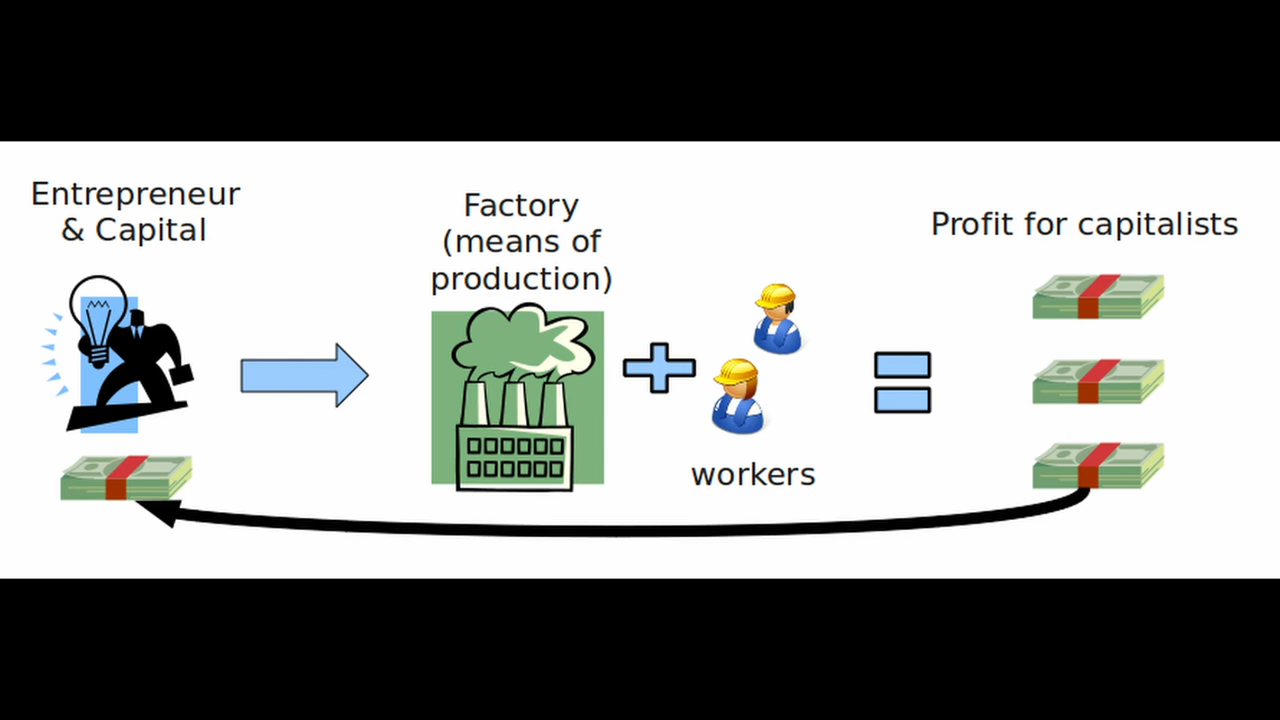 Entrepreneur
& Capital
Factory
(means of
production)
Profit for capitalists
workers